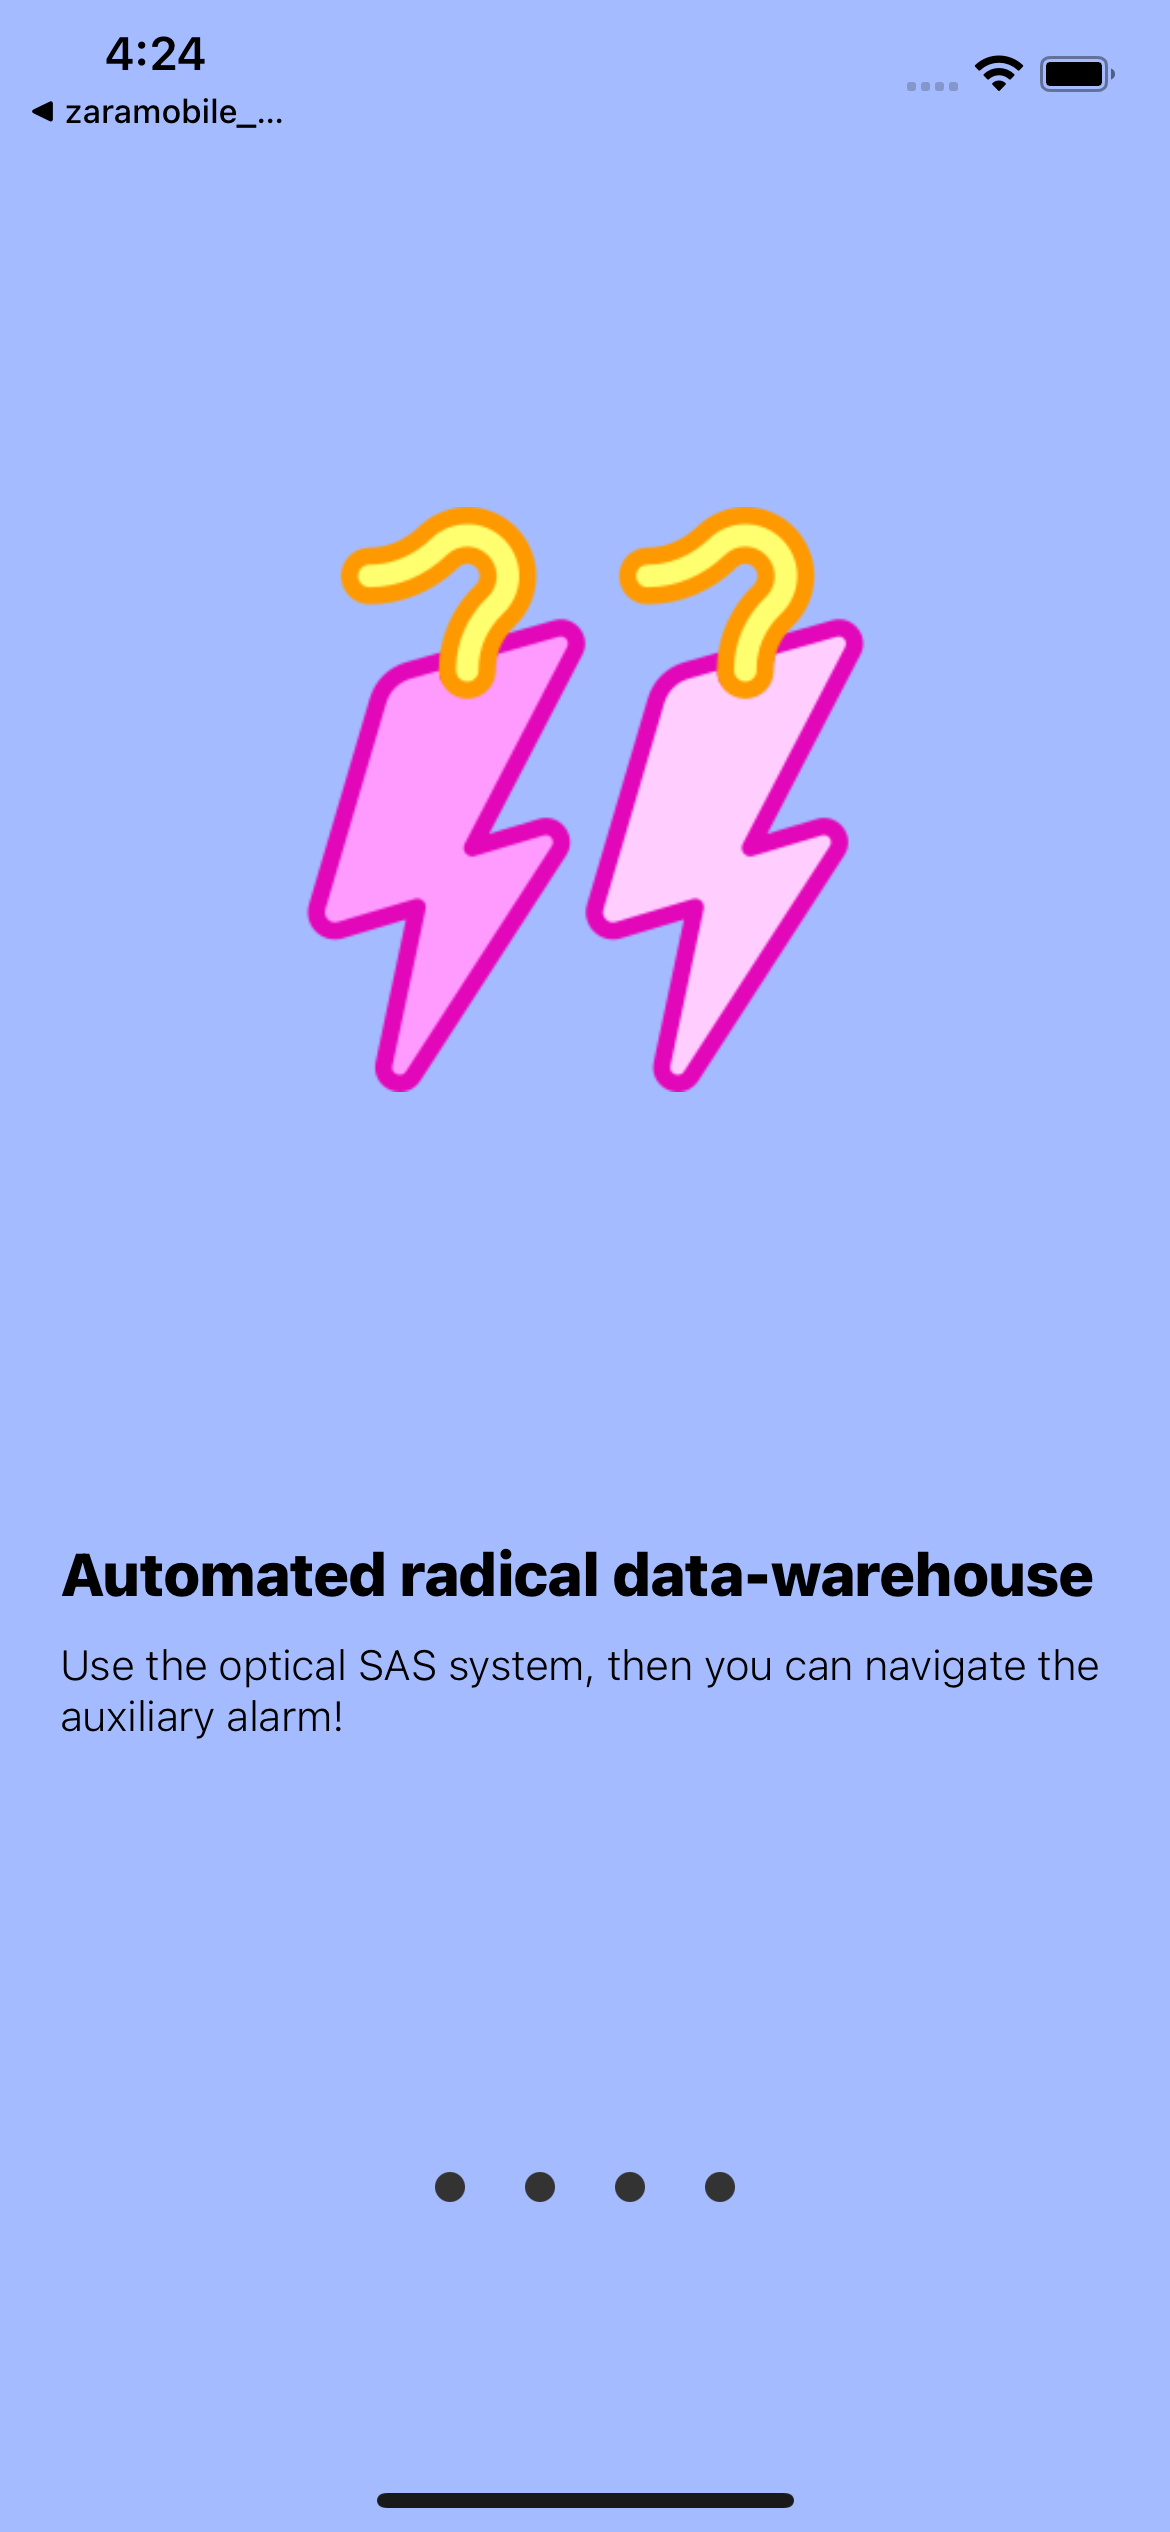 4:24
zaramobile_...
Automated radical data-warehouse
Use the optical SAS system, then you can navigate the
auxiliary alarm!